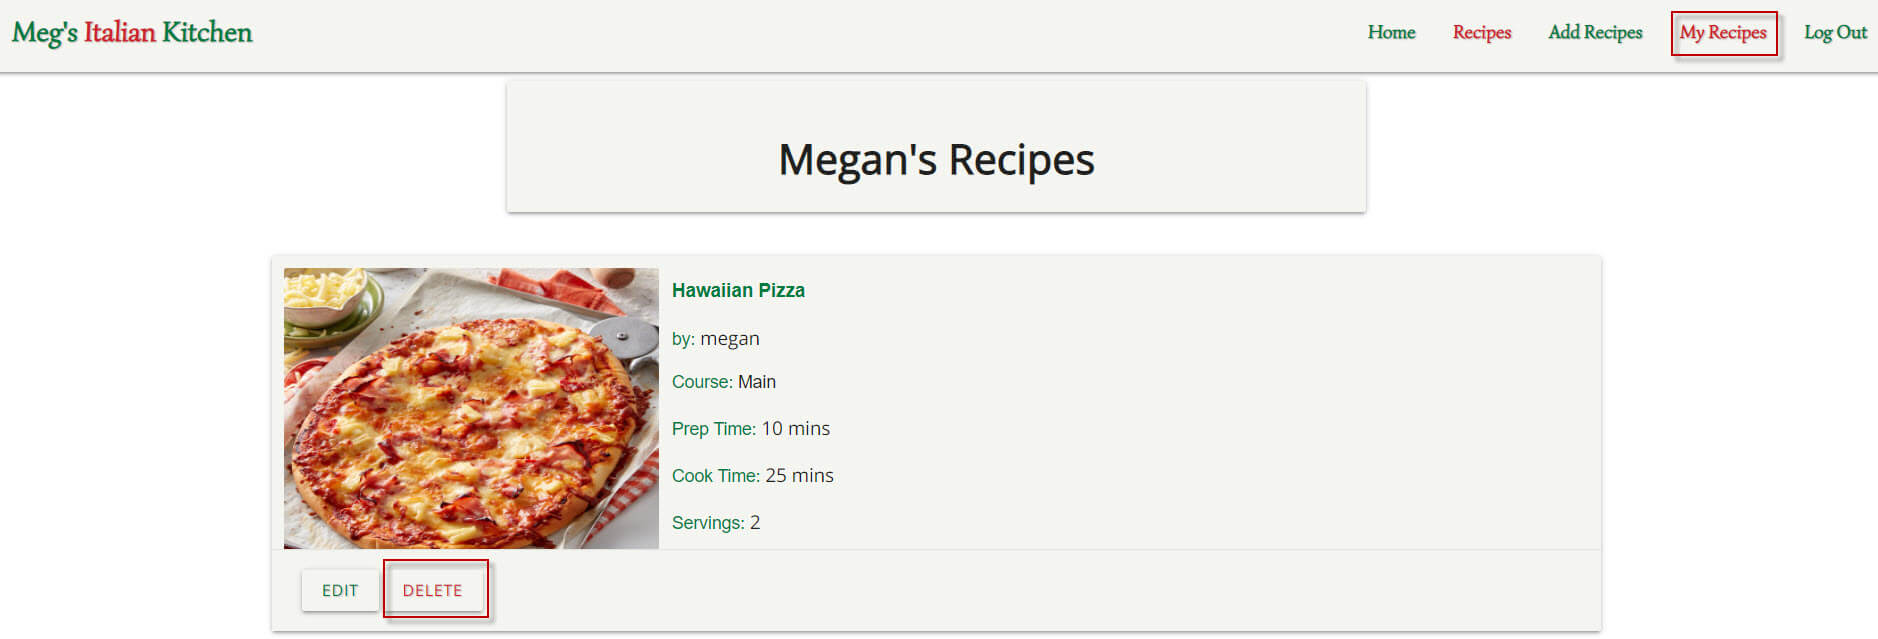 Meg's Italian Kitchen
Home Recipes Add Recipes My Recipes Log Out
Megan's Recipes
Hawaiian Pizza
by: megan
Course: Main
Prep Time: 10 mins
Cook Time: 25 mins
Servings: 2
EDIT DELETE